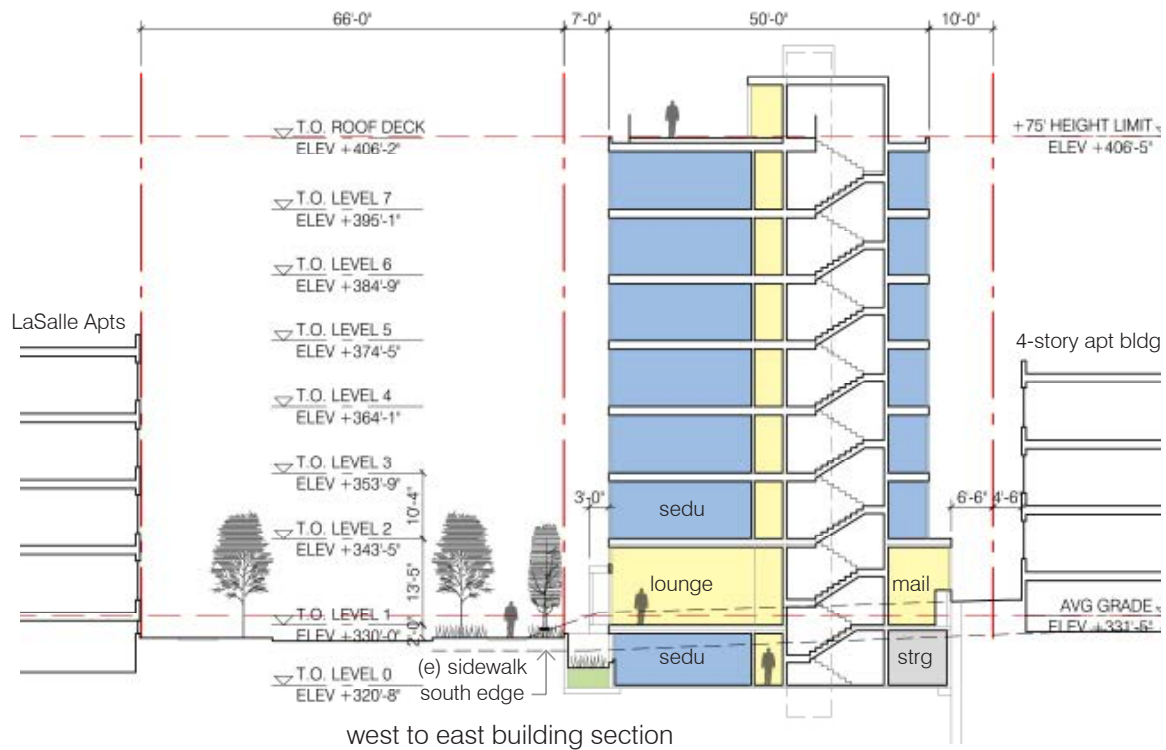 66'-0"
7'-0"
50'-0"
10'-0"
T.O. ROOF DECK
ELEV +406'-2"
+75' HEIGHT LIMIT
ELEV +406'-5"
T.O. LEVEL 7
ELEV +395'-1"
T.O. LEVEL 6
ELEV +384'-9"
LaSalle Apts
T.O. LEVEL 5
ELEV +374'-5"
4-story apt bldg
T.O. LEVEL 4
ELEV +364'-1"
T.O. LEVEL 3
ELEV +353'-9"
10'-4"
3'-0"
sedu
6'-6"
4'-6"
T.O. LEVEL 2
ELEV +343'-5"
13'-5"
lounge
mail
T.O. LEVEL 1
ELEV +330'-0"
2'-0"
AVG GRADE
ELEV +331'-5"
(e) sidewalk
south edge
sedu
strg
T.O. LEVEL 0
ELEV +320'-8"
west to east building section